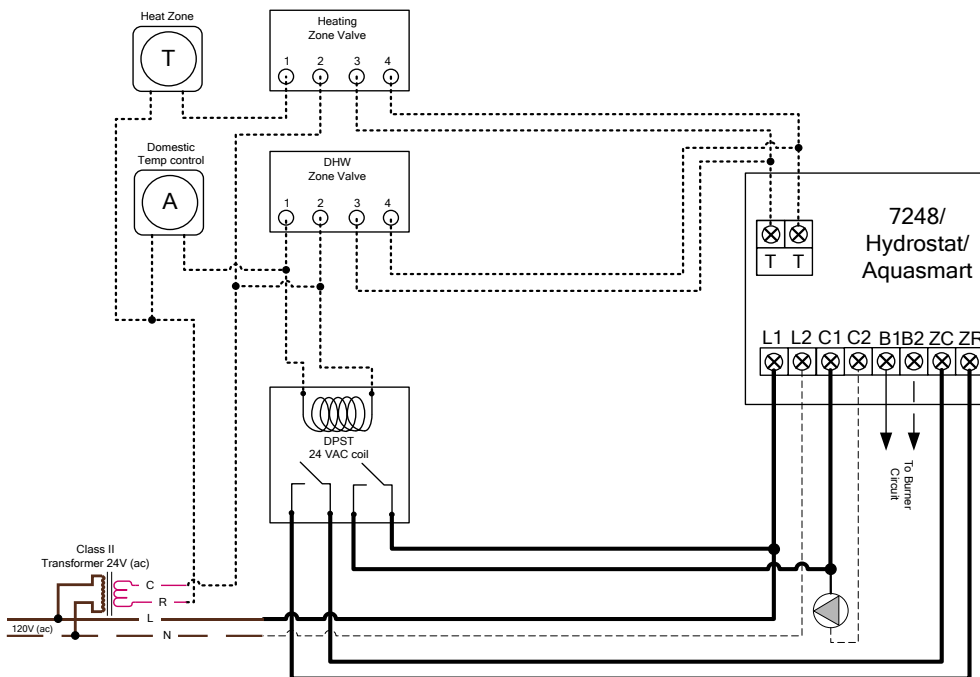 Heat Zone
T
Heating
Zone Valve
1 2 3 4
Domestic
Temp control
A
DHW
Zone Valve
1 2 3 4
7248/
Hydrostat/
Aquasmart
T T
L1 L2 C1 C2 B1 B2 ZC ZR
DPST
24 VAC coil
To Burner
Circuit
Class II
Transformer 24V (ac)
C
R
L
120V (ac)
N